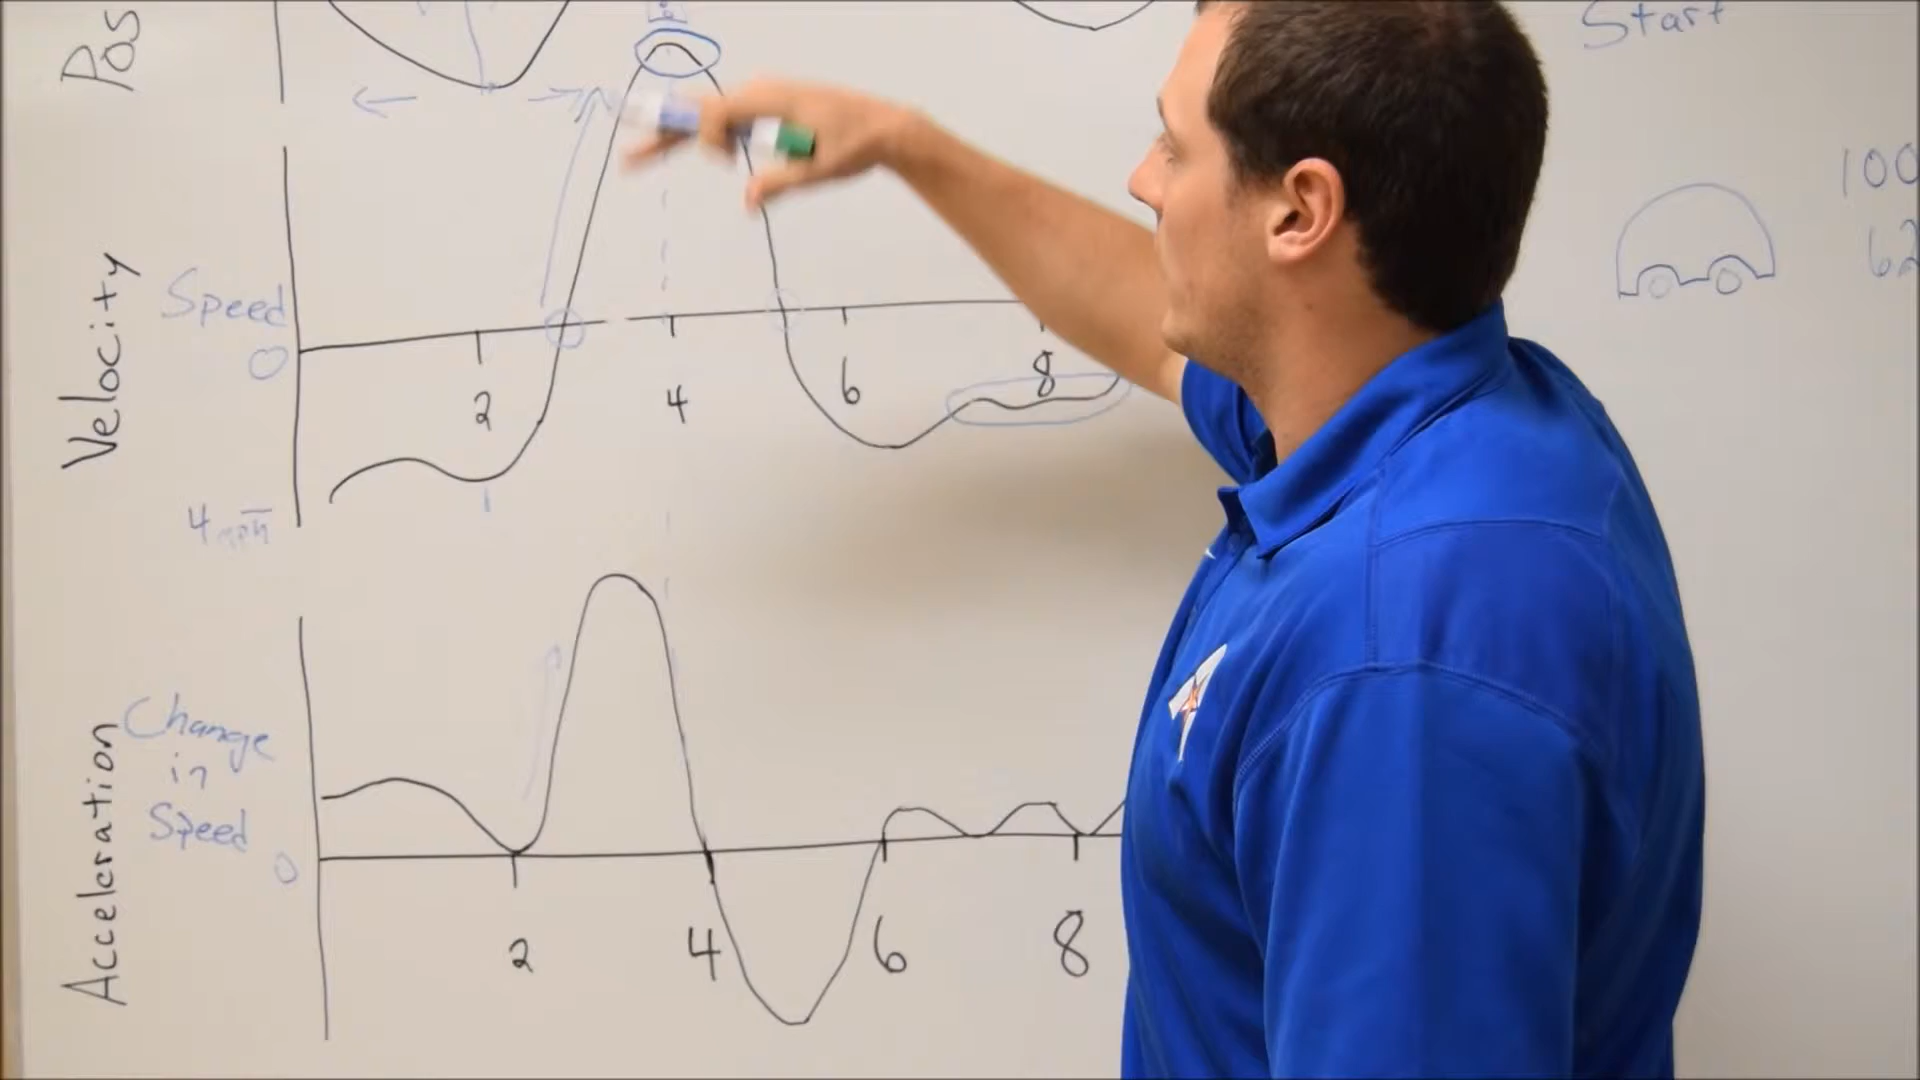 Pos
Start
100
62
Velocity
Speed
0
2
4
6
8
4 mph
Acceleration
Change
in
Speed
0
2
4
6
8